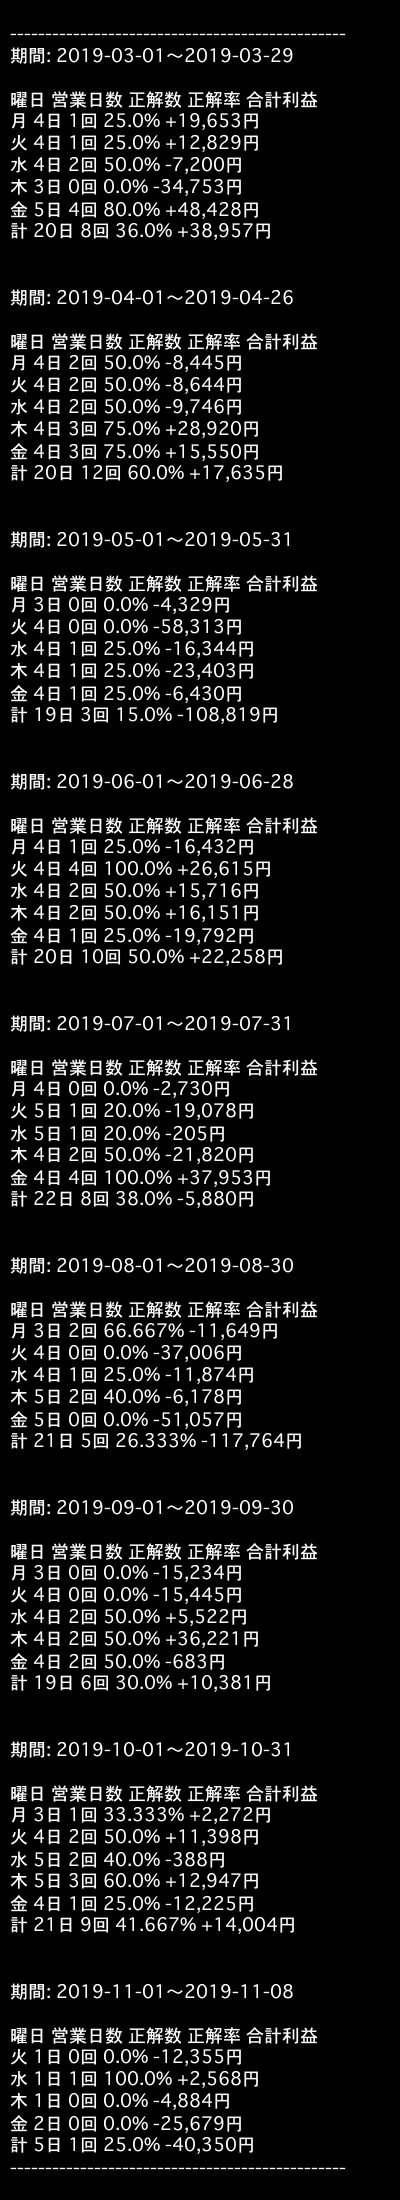 ------------------------------------------------
期間: 2019-03-01～2019-03-29
曜日 営業日数 正解数 正解率 合計利益
月 4日 1回 25.0% +19,653円
火 4日 1回 25.0% +12,829円
水 4日 2回 50.0% -7,200円
木 3日 0回 0.0% -34,753円
金 5日 4回 80.0% +48,428円
計 20日 8回 36.0% +38,957円
期間: 2019-04-01～2019-04-26
曜日 営業日数 正解数 正解率 合計利益
月 4日 2回 50.0% -8,445円
火 4日 2回 50.0% -8,644円
水 4日 2回 50.0% -9,746円
木 4日 3回 75.0% +28,920円
金 4日 3回 75.0% +15,550円
計 20日 12回 60.0% +17,635円
期間: 2019-05-01～2019-05-31
曜日 営業日数 正解数 正解率 合計利益
月 3日 0回 0.0% -4,329円
火 4日 0回 0.0% -58,313円
水 4日 1回 25.0% -16,344円
木 4日 1回 25.0% -23,403円
金 4日 1回 25.0% -6,430円
計 19日 3回 15.0% -108,819円
期間: 2019-06-01～2019-06-28
曜日 営業日数 正解数 正解率 合計利益
月 4日 1回 25.0% -16,432円
火 4日 4回 100.0% +26,615円
水 4日 2回 50.0% +15,716円
木 4日 2回 50.0% +16,151円
金 4日 1回 25.0% -19,792円
計 20日 10回 50.0% +22,258円
期間: 2019-07-01～2019-07-31
曜日 営業日数 正解数 正解率 合計利益
月 4日 0回 0.0% -2,730円
火 5日 1回 20.0% -19,078円
水 5日 1回 20.0% -205円
木 4日 2回 50.0% -21,820円
金 4日 4回 100.0% +37,953円
計 22日 8回 38.0% -5,880円
期間: 2019-08-01～2019-08-30
曜日 営業日数 正解数 正解率 合計利益
月 3日 2回 66.667% -11,649円
火 4日 0回 0.0% -37,006円
水 4日 1回 25.0% -11,874円
木 5日 2回 40.0% -6,178円
金 5日 0回 0.0% -51,057円
計 21日 5回 26.333% -117,764円
期間: 2019-09-01～2019-09-30
曜日 営業日数 正解数 正解率 合計利益
月 3日 0回 0.0% -15,234円
火 4日 0回 0.0% -15,445円
水 4日 2回 50.0% +5,522円
木 4日 2回 50.0% +36,221円
金 4日 2回 50.0% -683円
計 19日 6回 30.0% +10,381円
期間: 2019-10-01～2019-10-31
曜日 営業日数 正解数 正解率 合計利益
月 3日 1回 33.333% +2,272円
火 4日 2回 50.0% +11,398円
水 5日 2回 40.0% -388円
木 5日 3回 60.0% +12,947円
金 4日 1回 25.0% -12,225円
計 21日 9回 41.667% +14,004円
期間: 2019-11-01～2019-11-08
曜日 営業日数 正解数 正解率 合計利益
火 1日 0回 0.0% -12,355円
水 1日 1回 100.0% +2,568円
木 1日 0回 0.0% -4,884円
金 2日 0回 0.0% -25,679円
計 5日 1回 25.0% -40,350円
------------------------------------------------